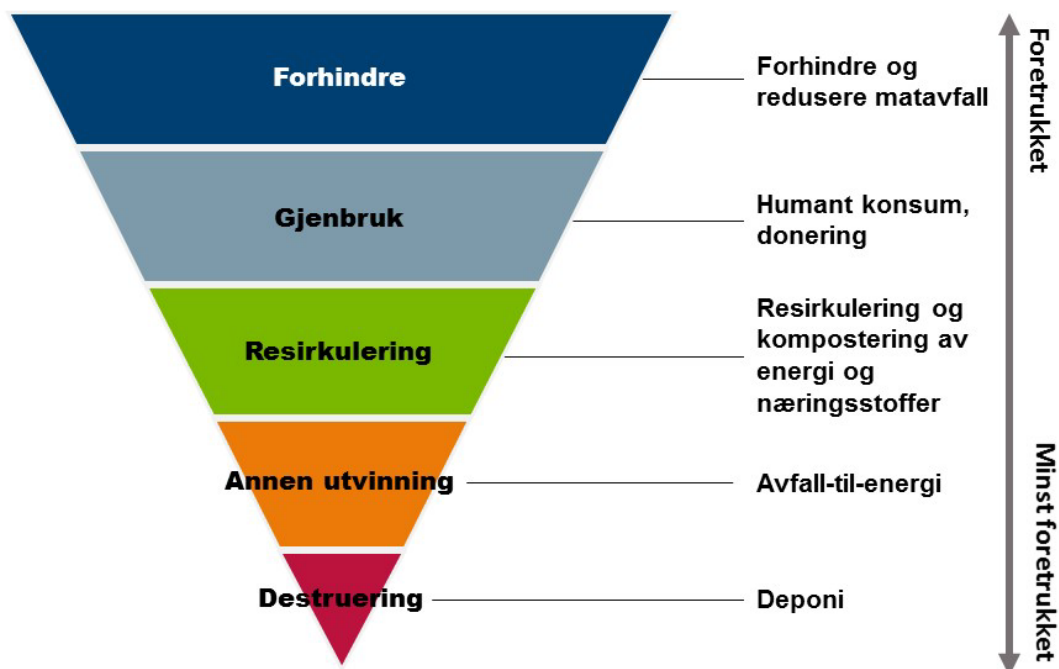 Forhindre
Forhindre og
redusere matavfall
Gjenbruk
Humant konsum,
donering
Resirkulering
Resirkulering og
kompostering av
energi og
næringsstoffer
Annen utvinning
Avfall-til-energi
Destruering
Deponi
Foretrukket
Minst foretrukket